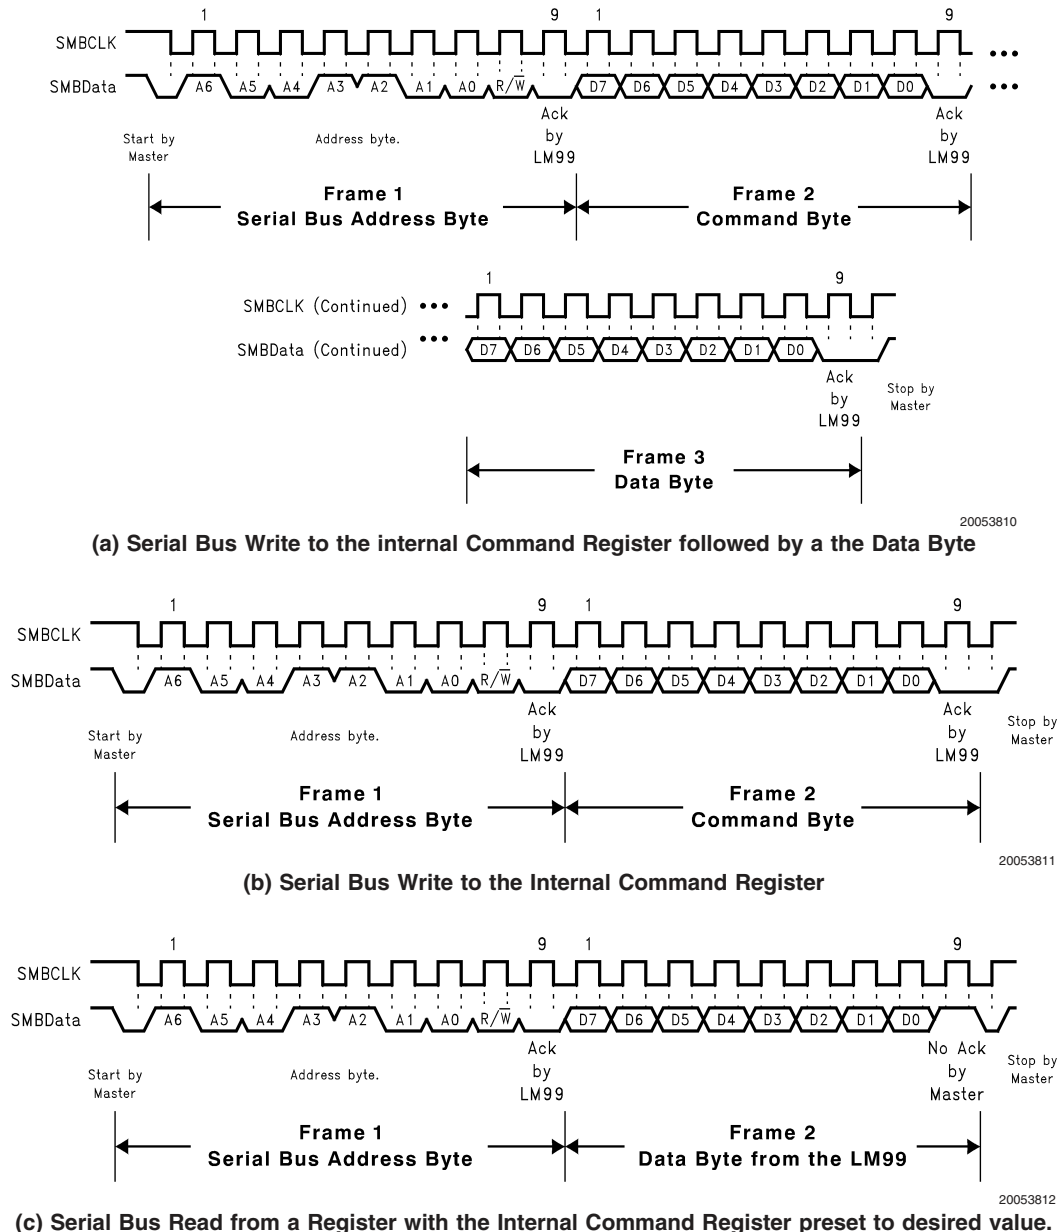 1 9 1 9
SMBCLK
SMBData A6 A5 A4 A3 A2 A1 A0 R/W̅ D7 D6 D5 D4 D3 D2 D1 D0
Start by Master
Address byte.
Ack by LM99
Ack by LM99
Frame 1
Serial Bus Address Byte
Frame 2
Command Byte
1 9
SMBCLK (Continued)
SMBData (Continued) D7 D6 D5 D4 D3 D2 D1 D0
Ack by LM99
Stop by Master
Frame 3
Data Byte
20053810
(a) Serial Bus Write to the internal Command Register followed by a the Data Byte
1 9 1 9
SMBCLK
SMBData A6 A5 A4 A3 A2 A1 A0 R/W̅ D7 D6 D5 D4 D3 D2 D1 D0
Start by Master
Address byte.
Ack by LM99
Ack by LM99
Stop by Master
Frame 1
Serial Bus Address Byte
Frame 2
Command Byte
20053811
(b) Serial Bus Write to the Internal Command Register
1 9 1 9
SMBCLK
SMBData A6 A5 A4 A3 A2 A1 A0 R/W̅ D7 D6 D5 D4 D3 D2 D1 D0
Start by Master
Address byte.
Ack by LM99
No Ack by Master
Stop by Master
Frame 1
Serial Bus Address Byte
Frame 2
Data Byte from the LM99
20053812
(c) Serial Bus Read from a Register with the Internal Command Register preset to desired value.